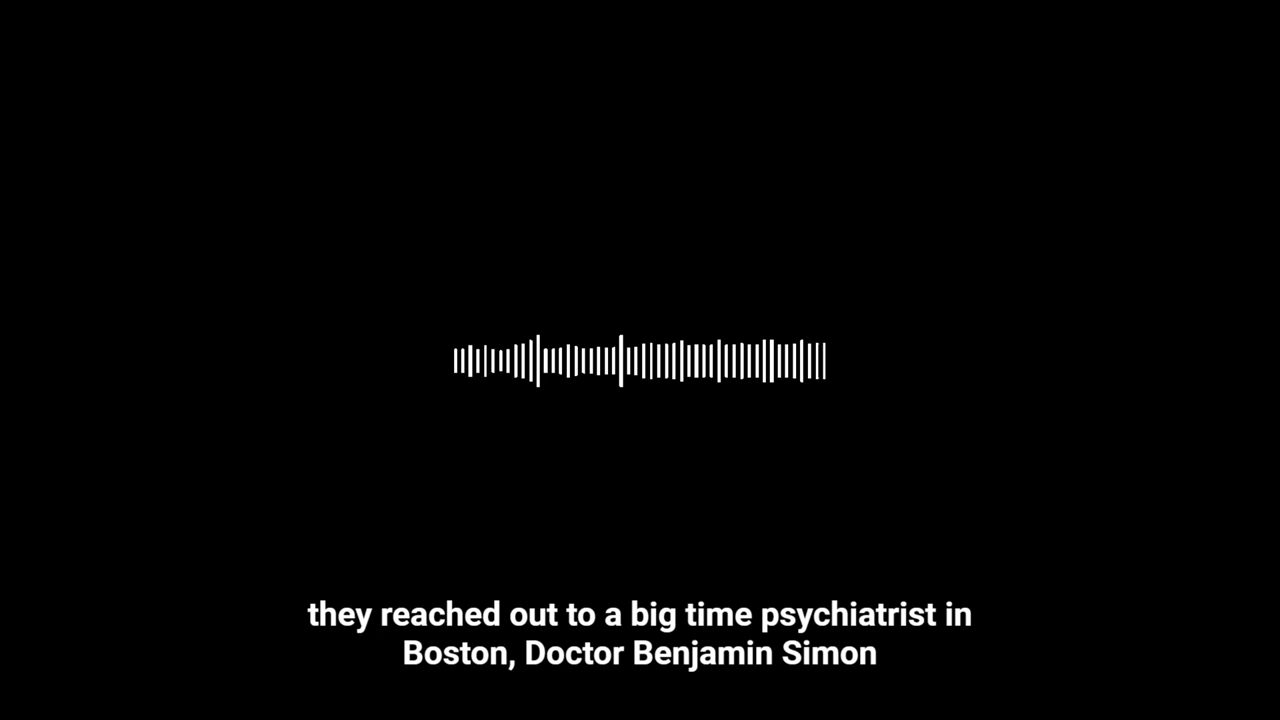 they reached out to a big time psychiatrist in
Boston, Doctor Benjamin Simon